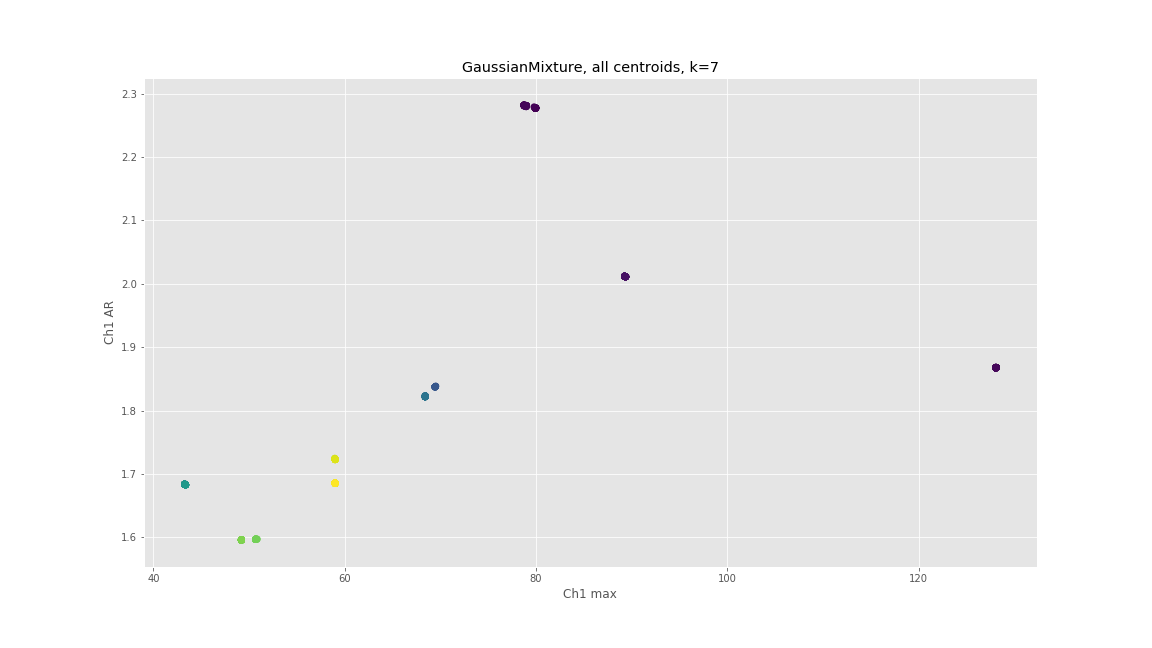 GaussianMixture, all centroids, k=7
2.3
2.2
2.1
2.0
1.9
1.8
1.7
1.6
Ch1 AR
40 60 80 100 120
Ch1 max